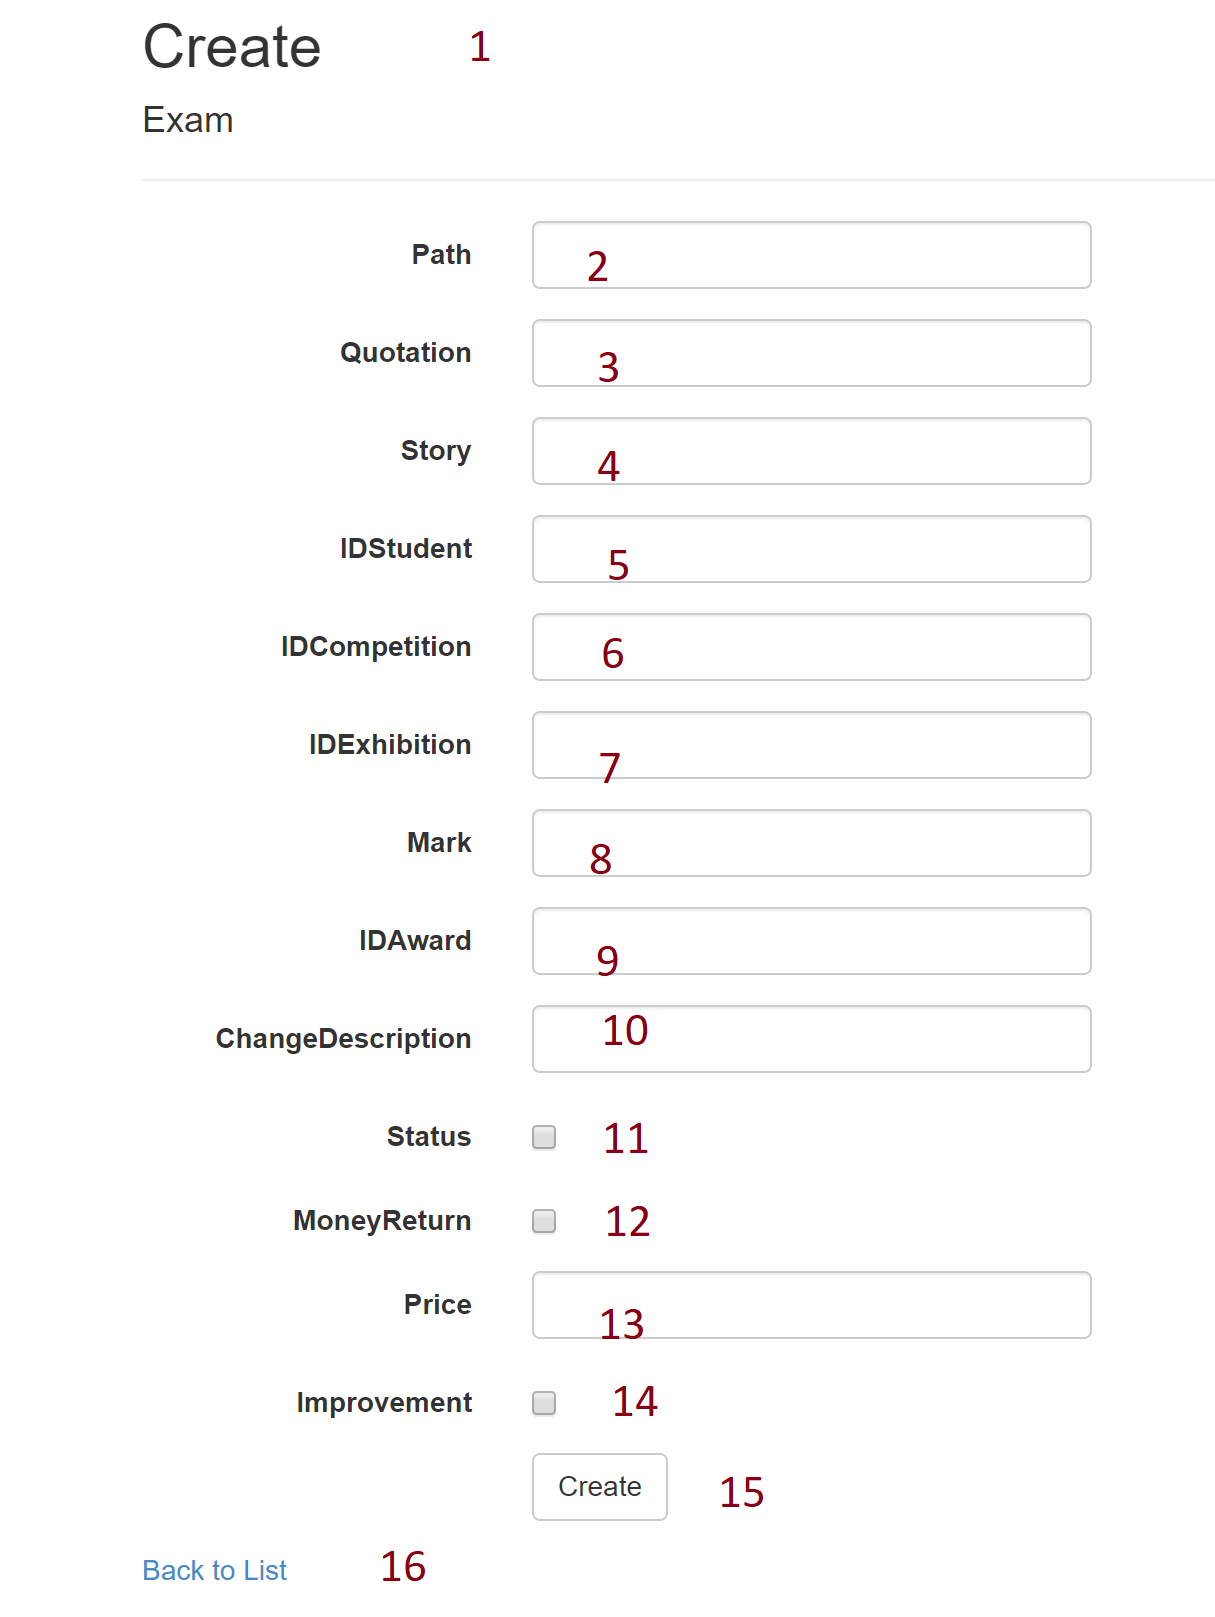 Create 1
Exam
Path 2
Quotation 3
Story 4
IDStudent 5
IDCompetition 6
IDExhibition 7
Mark 8
IDAward 9
ChangeDescription 10
Status 11
MoneyReturn 12
Price 13
Improvement 14
Create 15
Back to List 16